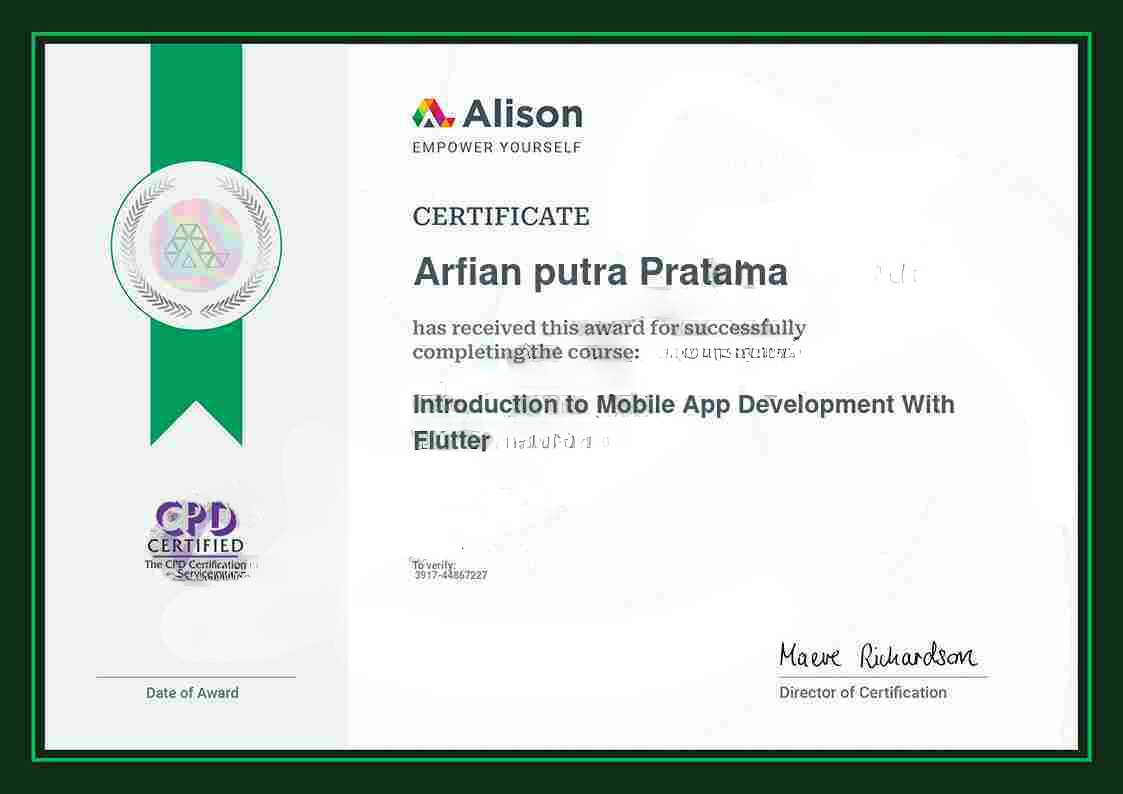 Alison
EMPOWER YOURSELF
CERTIFICATE
Arfian putra Pratama
has received this award for successfully
completing the course:
Introduction to Mobile App Development With
Flutter
CPD
CERTIFIED
The CPD Certification
Service
To verify:
3917-44867227
Maeve Richardson
Date of Award
Director of Certification